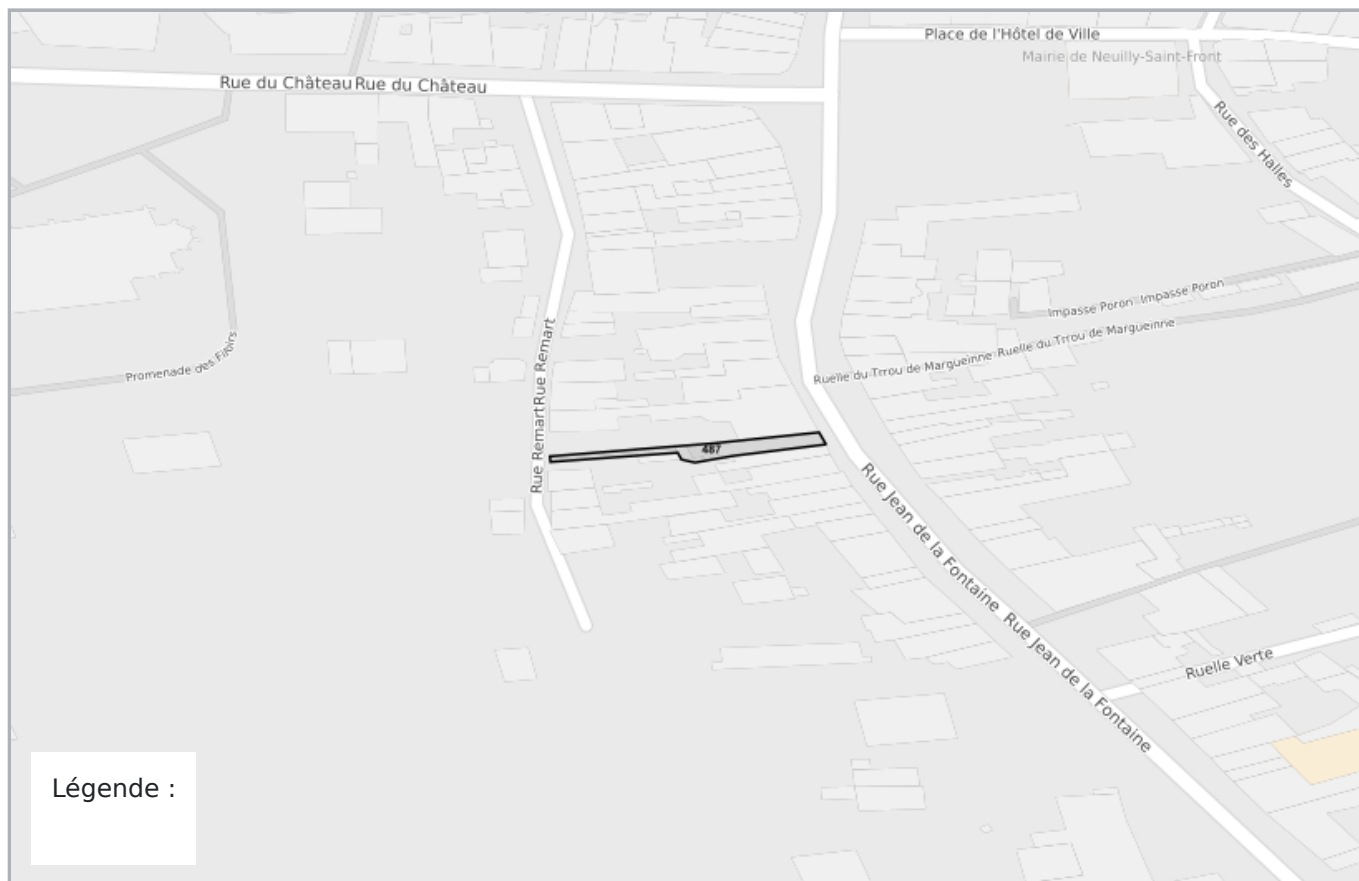 Place de l'Hôtel de Ville
Mairie de Neuilly-Saint-Front
Rue du Château Rue du Château
Rue des Halles
Impasse Poron Impasse Poron
Ruelle du Trrou de Margueinne Ruelle du Trrou de Margueinne
Promenade des Filoirs
Rue Remart Rue Remart
487
Rue Jean de la Fontaine Rue Jean de la Fontaine
Ruelle Verte
Légende :